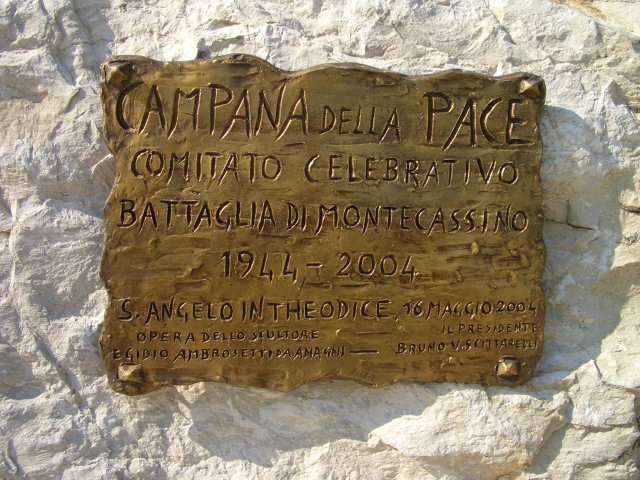 CAMPANA DELLA PACE
COMITATO CELEBRATIVO
BATTAGLIA DI MONTECASSINO
1944 - 2004
S. ANGELO IN THEODICE, 16 MAGGIO 2004
OPERA DELLO SCULTORE IL PRESIDENTE
EGIDIO AMBROSETTI DA ANAGNI — BRUNO V. SCITTARELLI